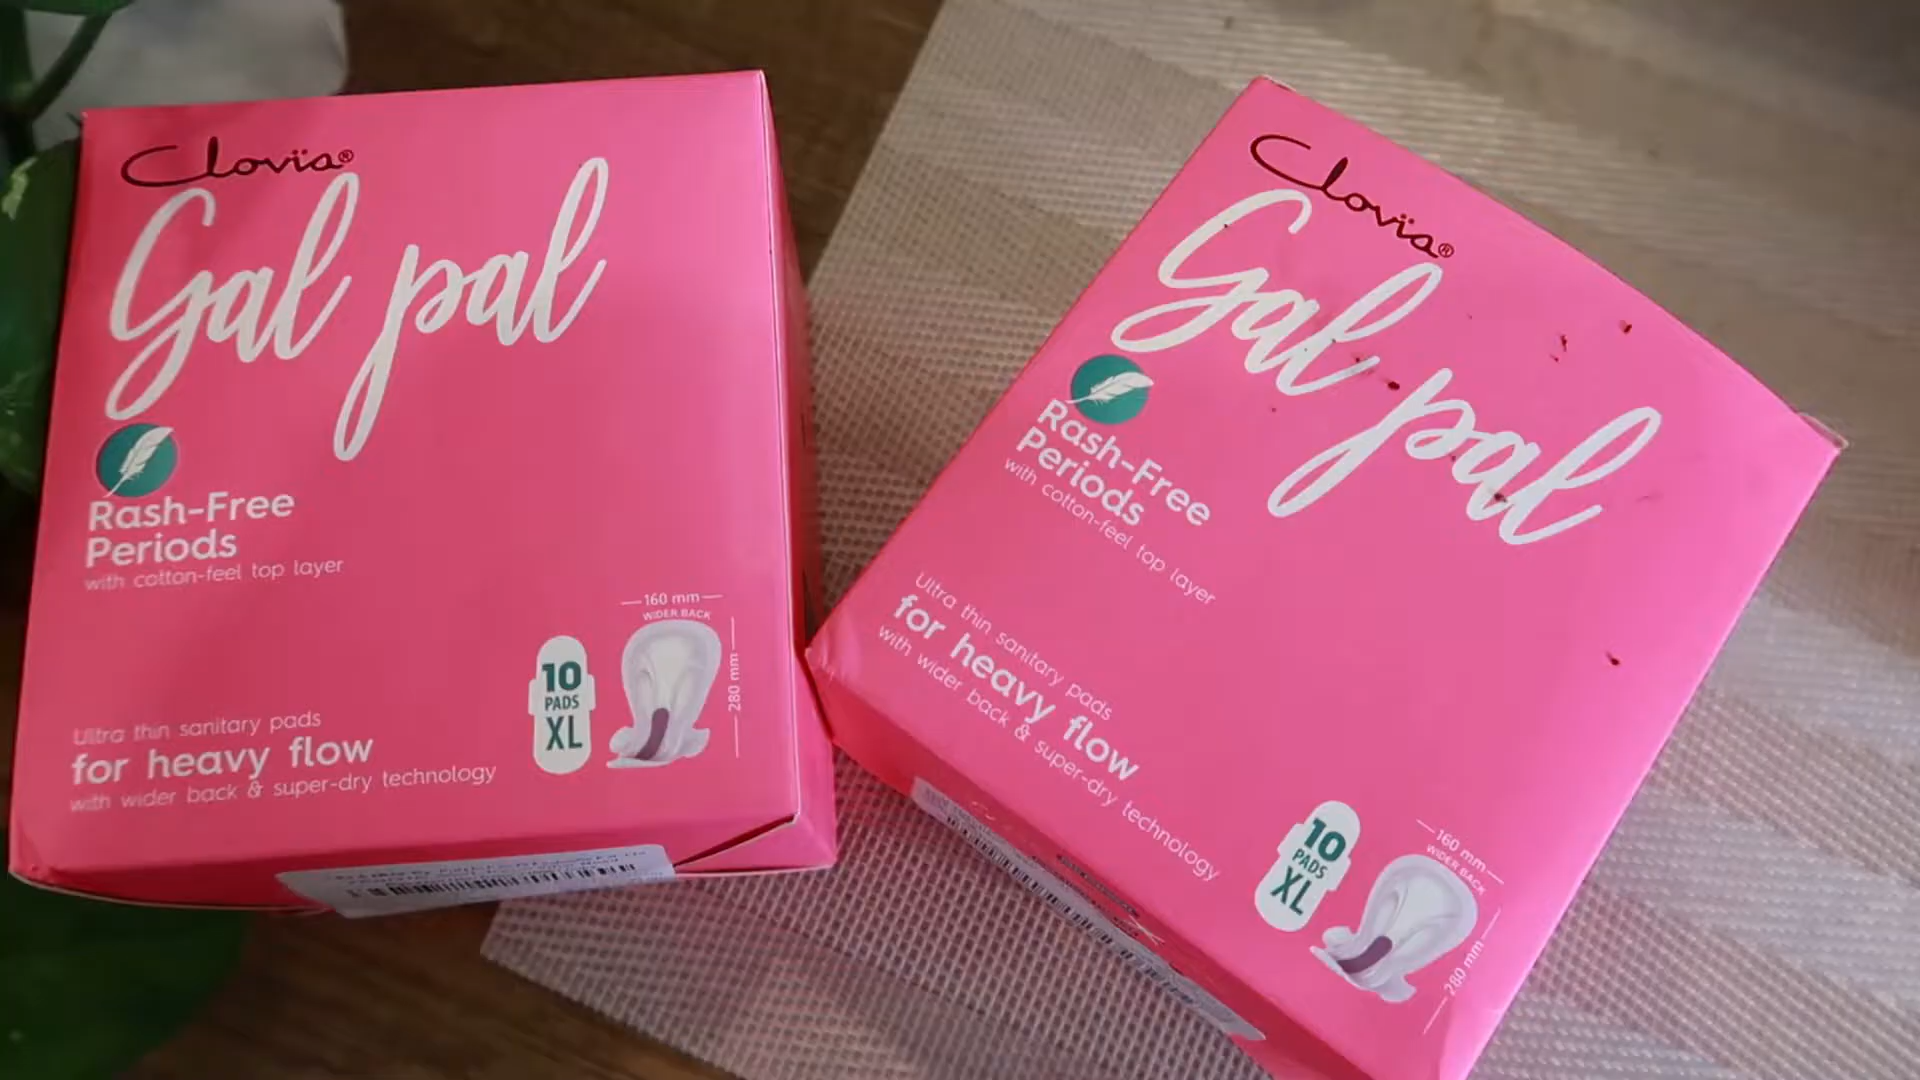 Clovia®
Gal pal
Rash-Free
Periods
with cotton-feel top layer
160 mm
WIDER BACK
280 mm
10
PADS
XL
Ultra thin sanitary pads
for heavy flow
with wider back & super-dry technology
Clovia®
Gal pal
Rash-Free
Periods
with cotton-feel top layer
Ultra thin sanitary pads
for heavy flow
with wider back & super-dry technology
10
PADS
XL
160 mm
WIDER BACK
280 mm